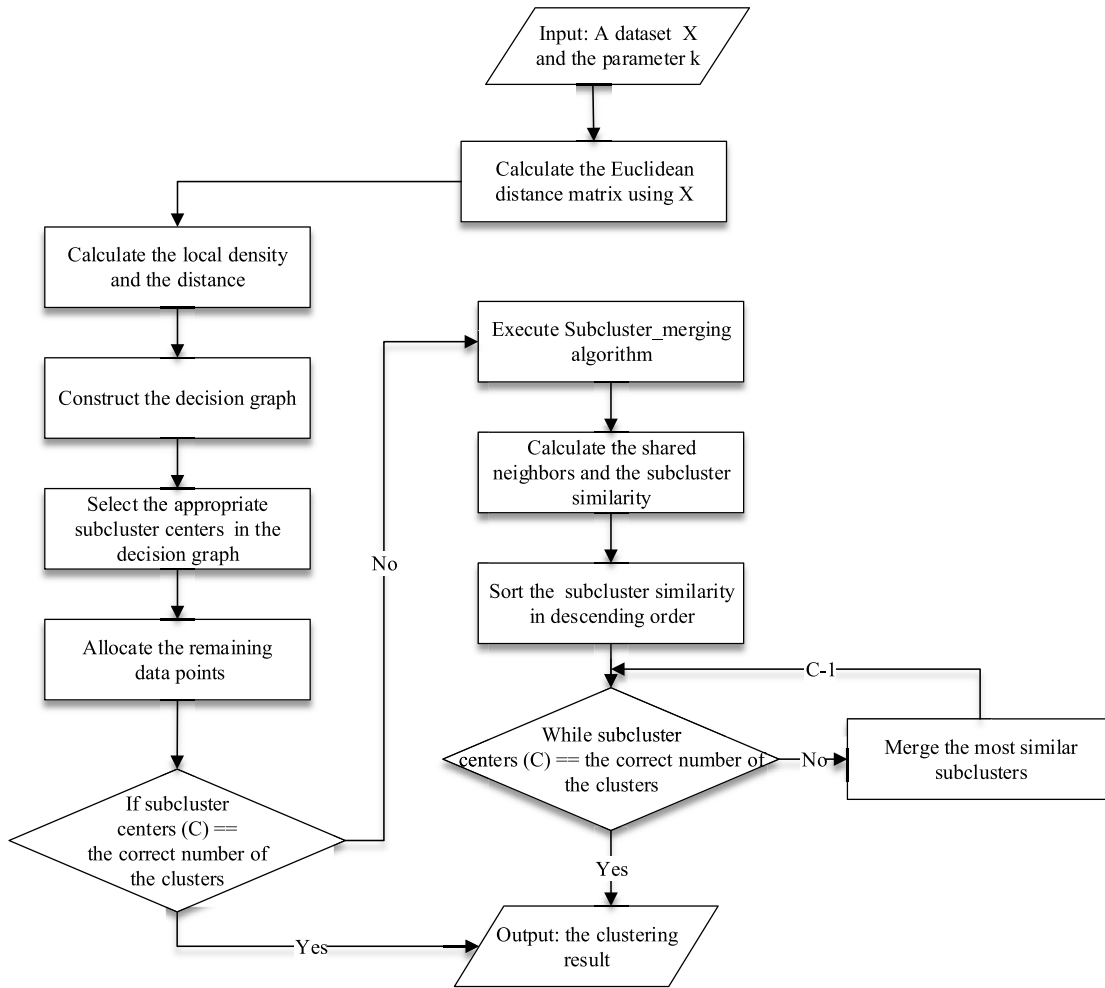 Input: A dataset X
and the parameter k
Calculate the Euclidean
distance matrix using X
Calculate the local density
and the distance
Construct the decision graph
Select the appropriate
subcluster centers in the
decision graph
Allocate the remaining
data points
If subcluster
centers (C) ==
the correct number of
the clusters
No
Yes
Execute Subcluster_merging
algorithm
Calculate the shared
neighbors and the subcluster
similarity
Sort the subcluster similarity
in descending order
C-1
While subcluster
centers (C) == the correct number of
the clusters
No
Merge the most similar
subclusters
Yes
Output: the clustering
result